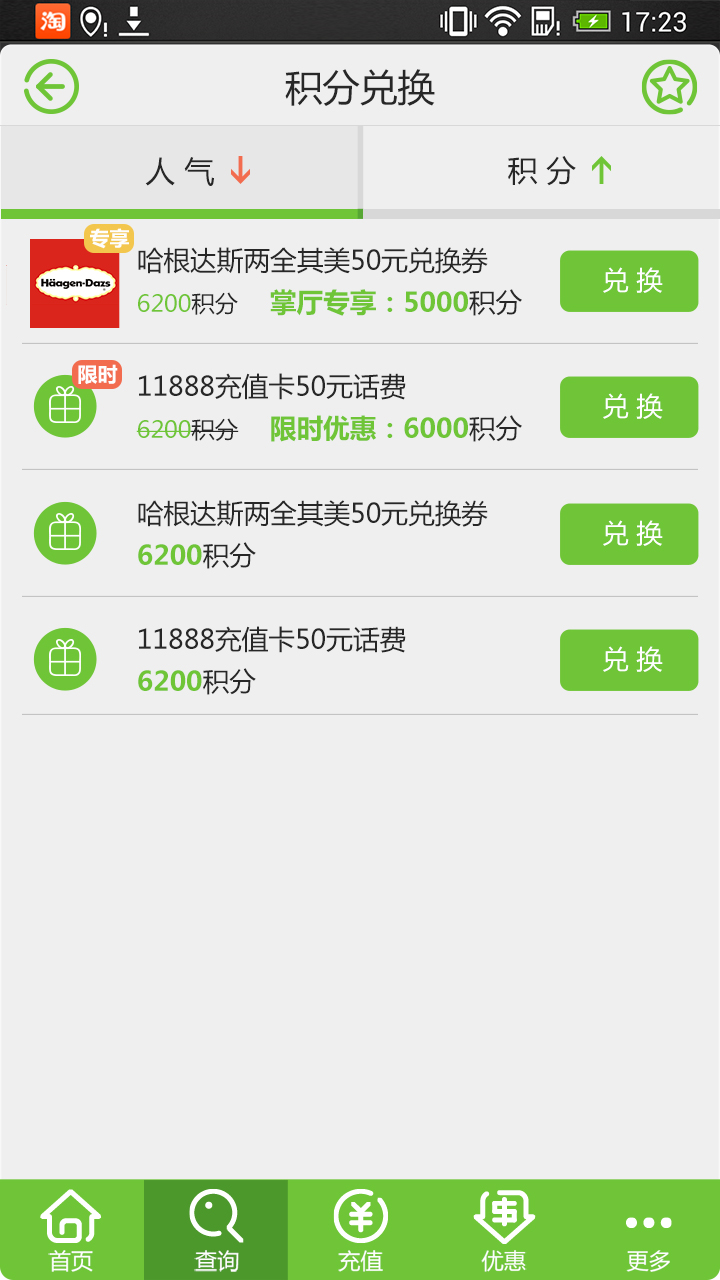 淘 17:23
积分兑换
人气 积分
专享
Häagen-Dazs
哈根达斯两全其美50元兑换券
6200积分 掌厅专享：5000积分
兑换
限时
11888充值卡50元话费
6200积分 限时优惠：6000积分
兑换
哈根达斯两全其美50元兑换券
6200积分
兑换
11888充值卡50元话费
6200积分
兑换
首页 查询 充值 优惠 更多